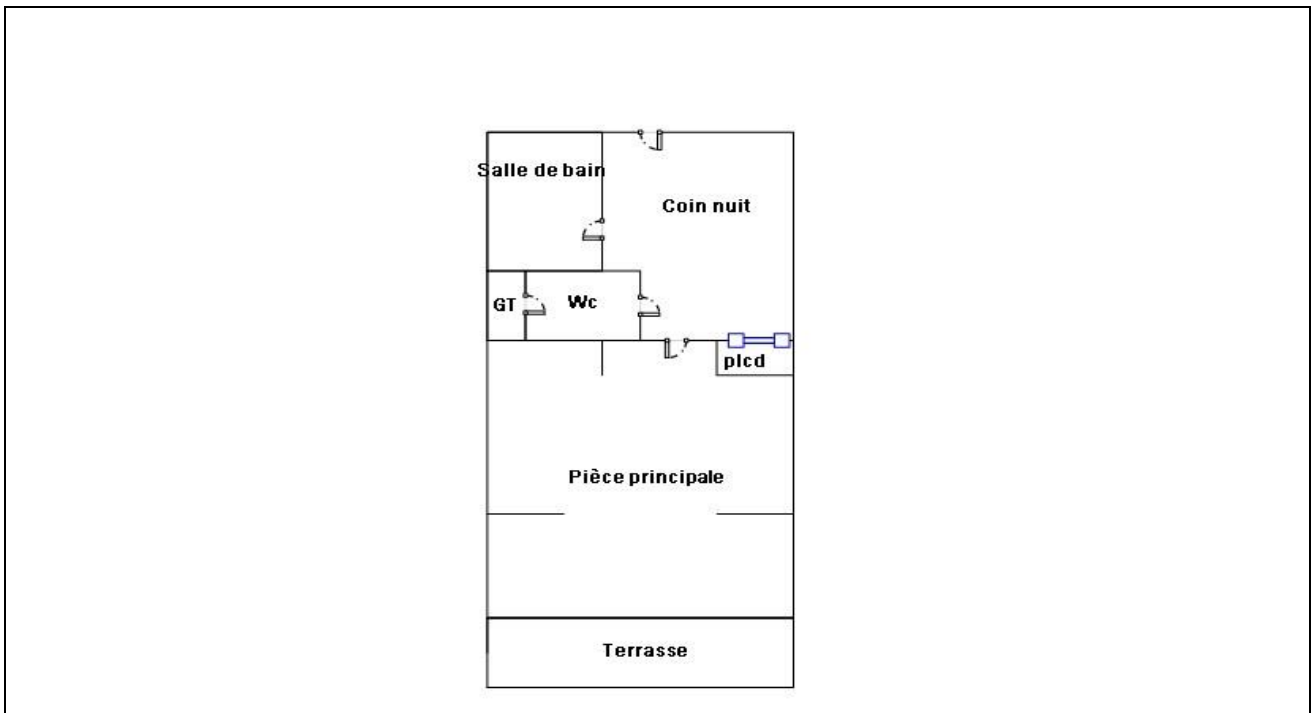 Salle de bain
Coin nuit
GT
Wc
plcd
Pièce principale
Terrasse